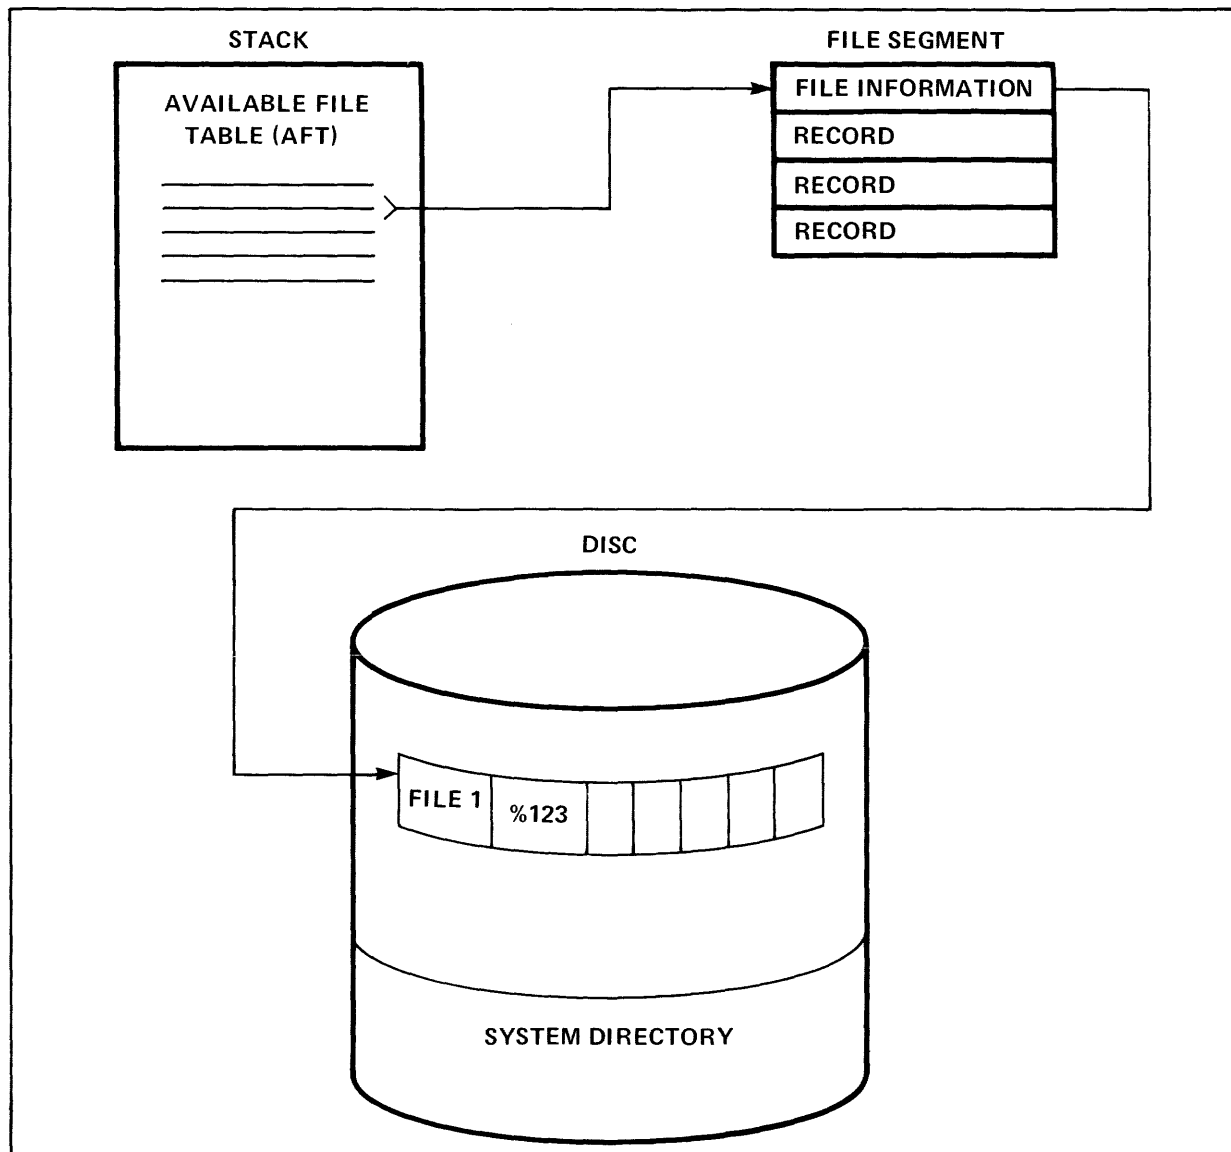 STACK
AVAILABLE FILE
TABLE (AFT)
FILE SEGMENT
FILE INFORMATION
RECORD
RECORD
RECORD
DISC
FILE 1
%123
SYSTEM DIRECTORY